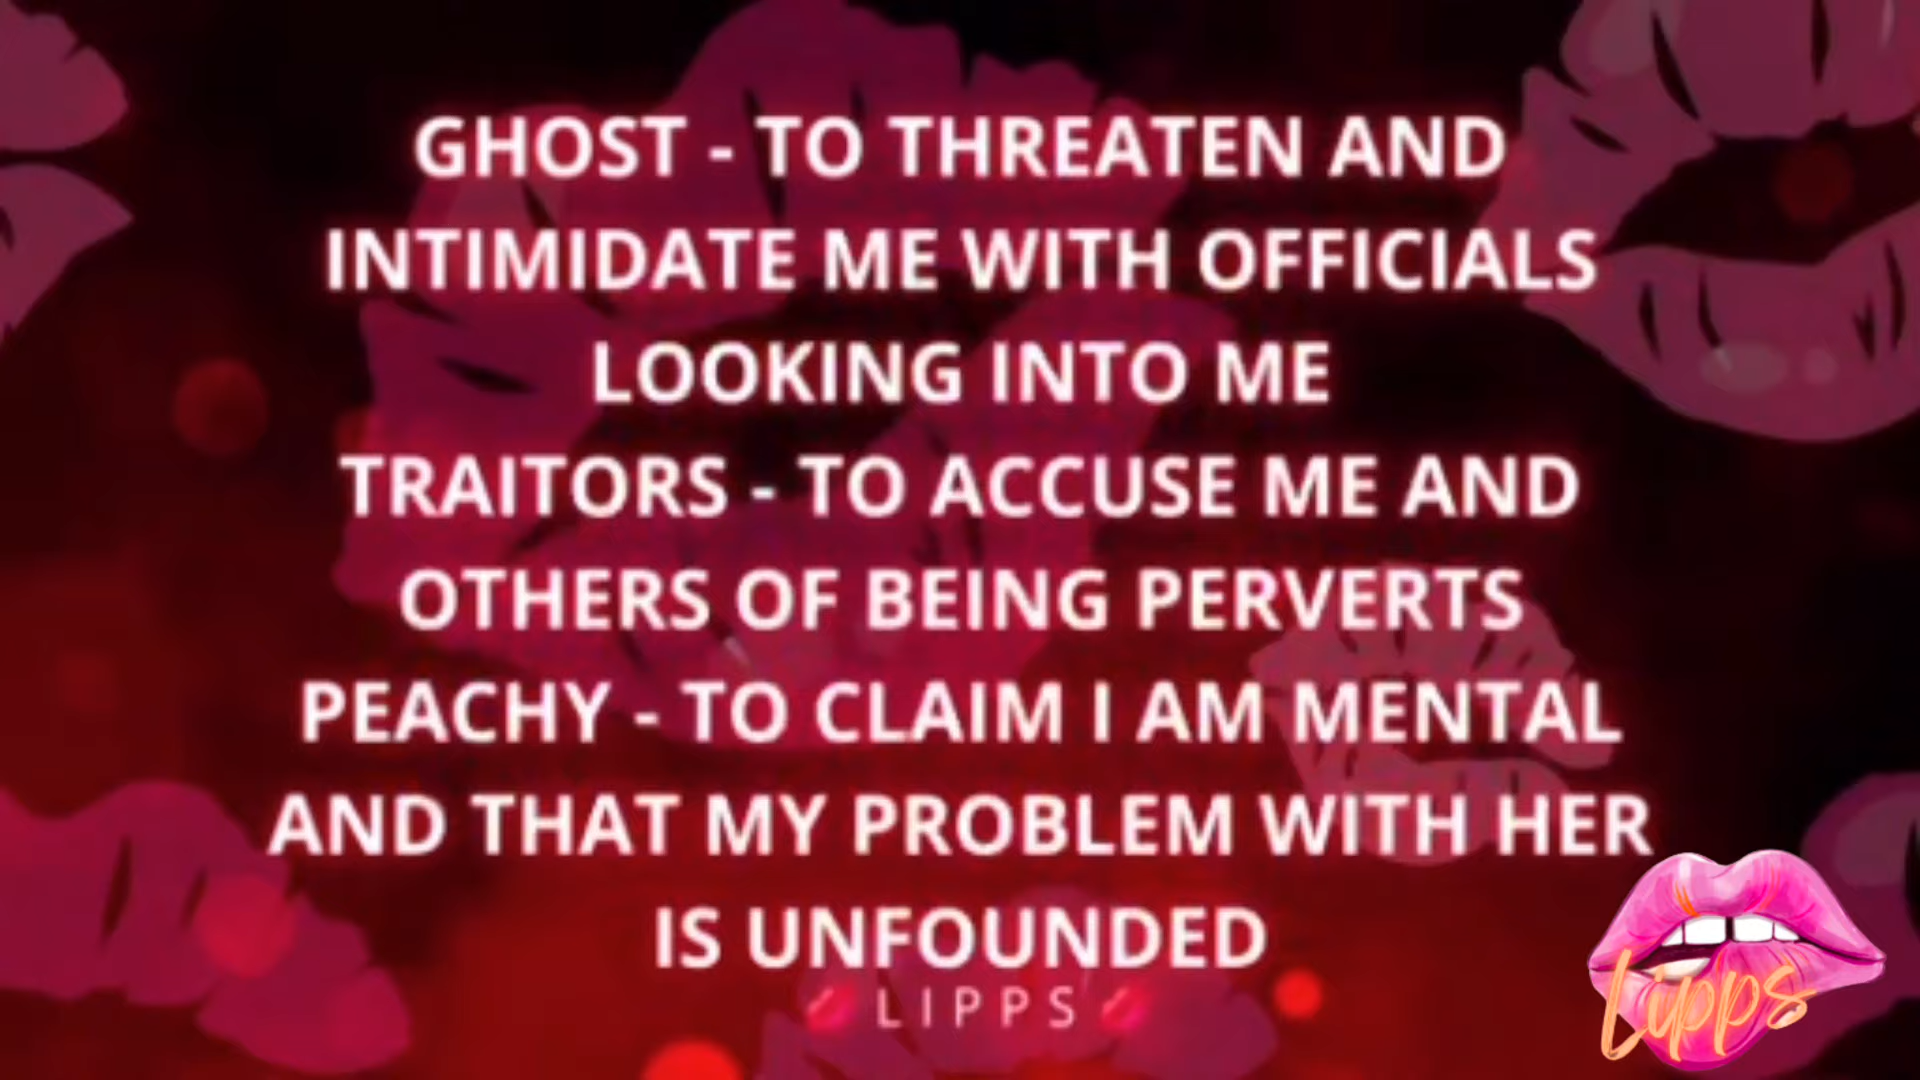 GHOST - TO THREATEN AND
INTIMIDATE ME WITH OFFICIALS
LOOKING INTO ME
TRAITORS - TO ACCUSE ME AND
OTHERS OF BEING PERVERTS
PEACHY - TO CLAIM I AM MENTAL
AND THAT MY PROBLEM WITH HER
IS UNFOUNDED
💋 LIPPS 💋
Lipps